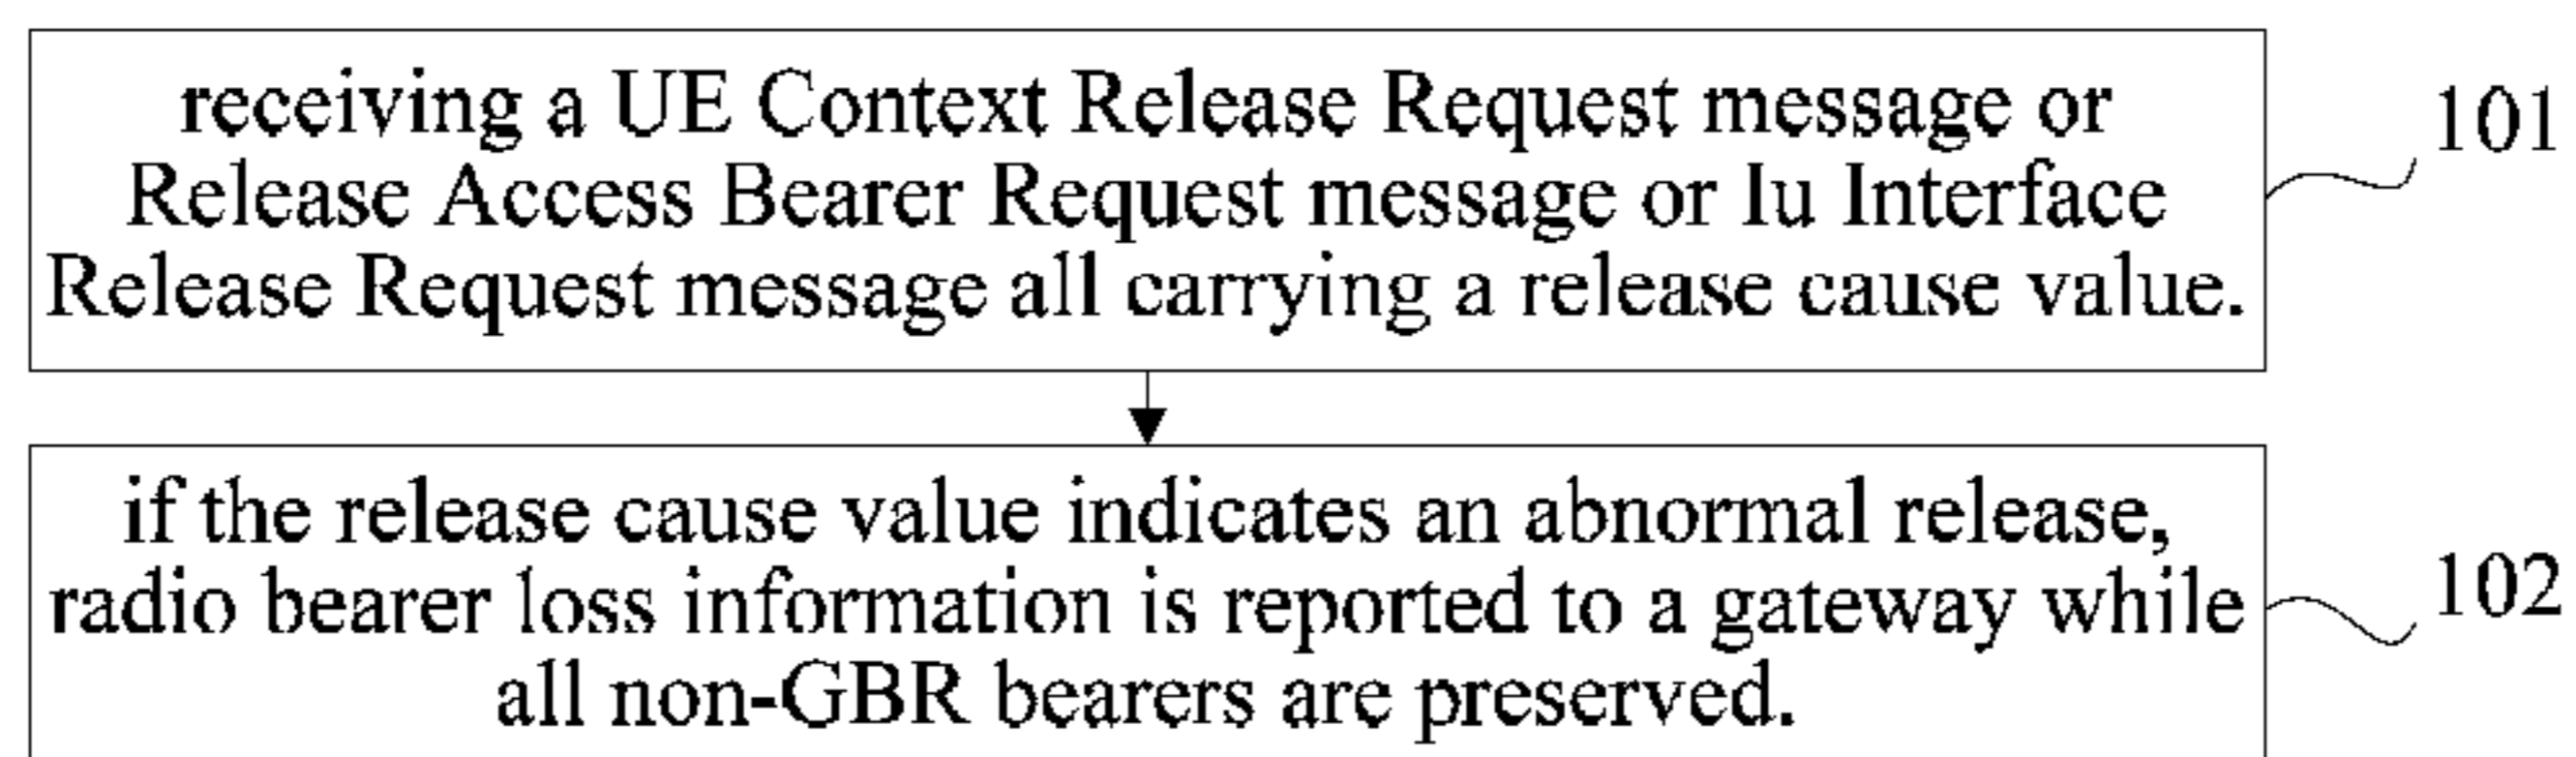 receiving a UE Context Release Request message or
Release Access Bearer Request message or Iu Interface
Release Request message all carrying a release cause value.
101
if the release cause value indicates an abnormal release,
radio bearer loss information is reported to a gateway while
all non-GBR bearers are preserved.
102